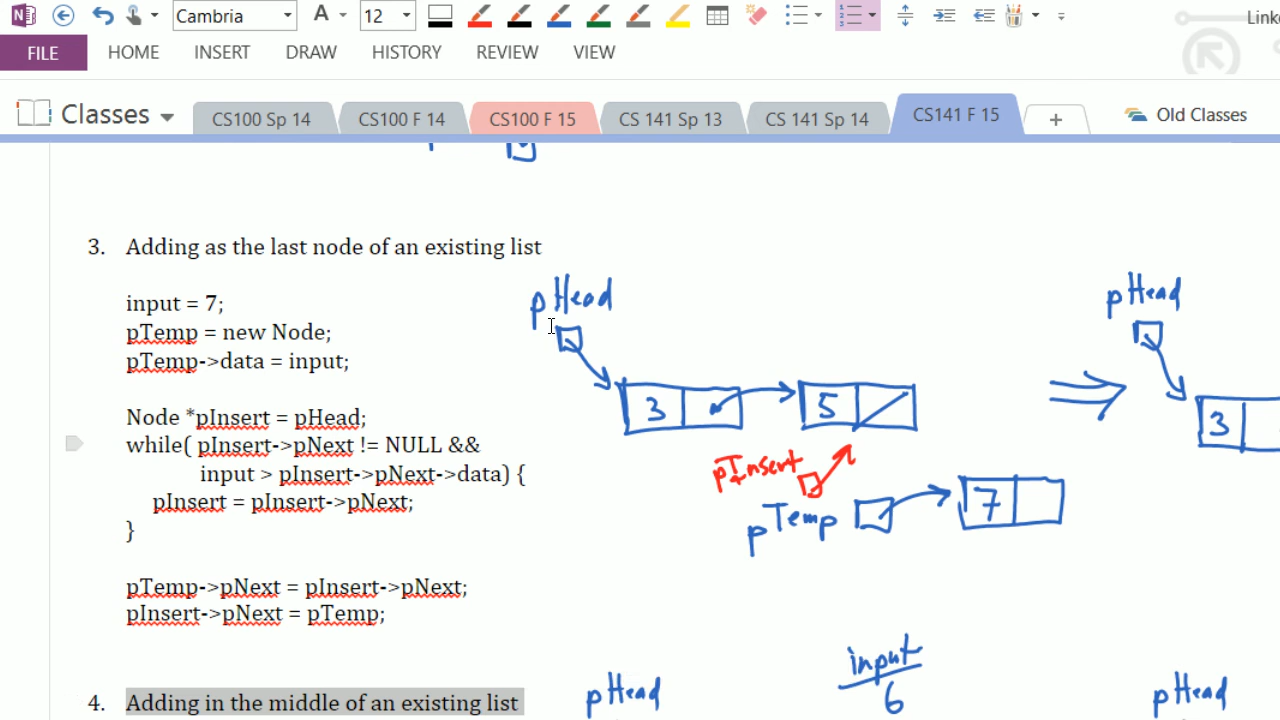 Cambria
A
12
Linke
FILE HOME INSERT DRAW HISTORY REVIEW VIEW
Classes CS100 Sp 14 CS100 F 14 CS100 F 15 CS 141 Sp 13 CS 141 Sp 14 CS141 F 15 + Old Classes
3. Adding as the last node of an existing list
input = 7;
pTemp = new Node;
pTemp->data = input;
Node *pInsert = pHead;
while( pInsert->pNext != NULL &&
input > pInsert->pNext->data) {
pInsert = pInsert->pNext;
}
pTemp->pNext = pInsert->pNext;
pInsert->pNext = pTemp;
pHead
3 5
pInsert
pTemp
7
pHead
3
4. Adding in the middle of an existing list
pHead
input
6
pHead